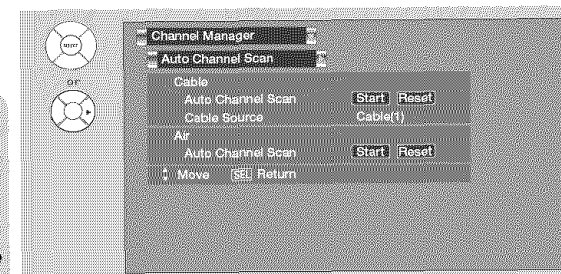 or
Channel Manager
Auto Channel Scan
Cable
Auto Channel Scan Start Reset
Cable Source Cable(1)
Air
Auto Channel Scan Start Reset
Move SEL Return